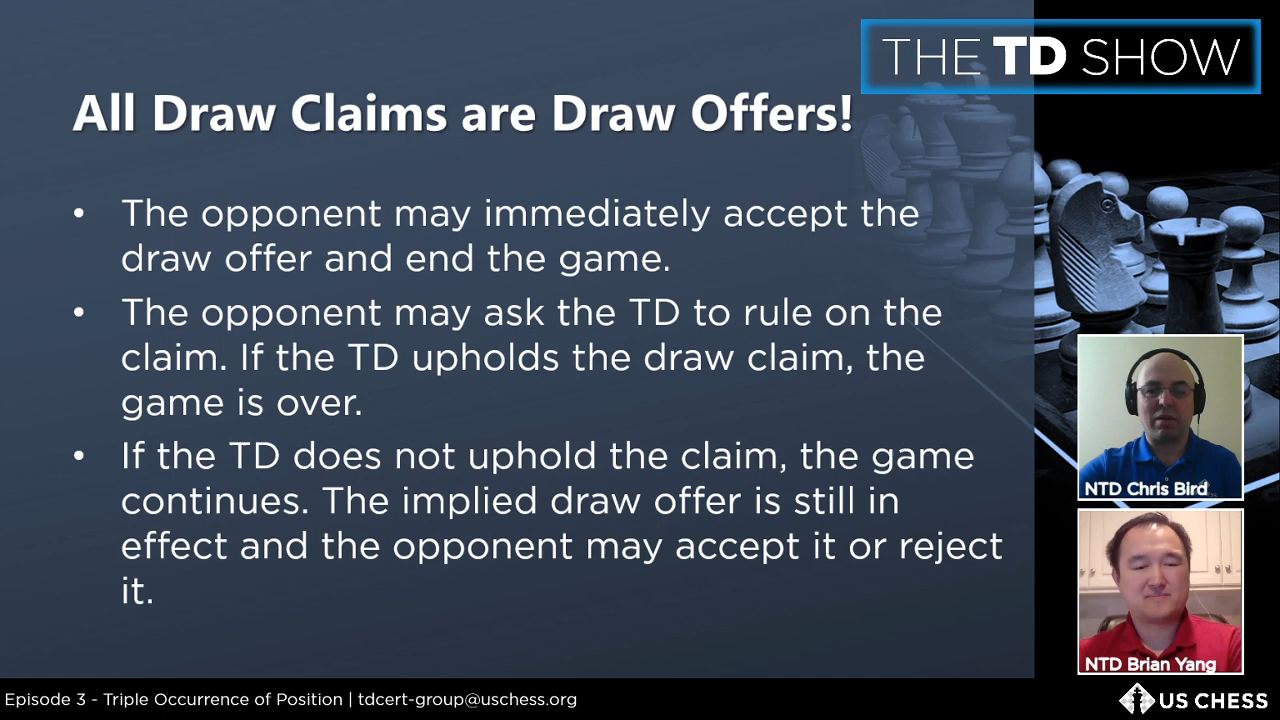 THE TD SHOW
All Draw Claims are Draw Offers!
• The opponent may immediately accept the
draw offer and end the game.
• The opponent may ask the TD to rule on the
claim. If the TD upholds the draw claim, the
game is over.
• If the TD does not uphold the claim, the game
continues. The implied draw offer is still in
effect and the opponent may accept it or reject
it.
NTD Chris Bird
NTD Brian Yang
Episode 3 - Triple Occurrence of Position | tdcert-group@uschess.org
US CHESS